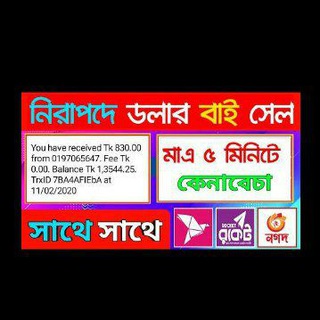 নিরাপদে ডলার বাই সেল
You have received Tk 830.00
from 0197065647. Fee Tk
0.00. Balance Tk 1,3544.25.
TrxID 7BA4AFIEbA at
11/02/2020
মাএ ৫ মিনিটে
কেনাবেচা
সাথে সাথে
ROCKET
রকেট
নগদ